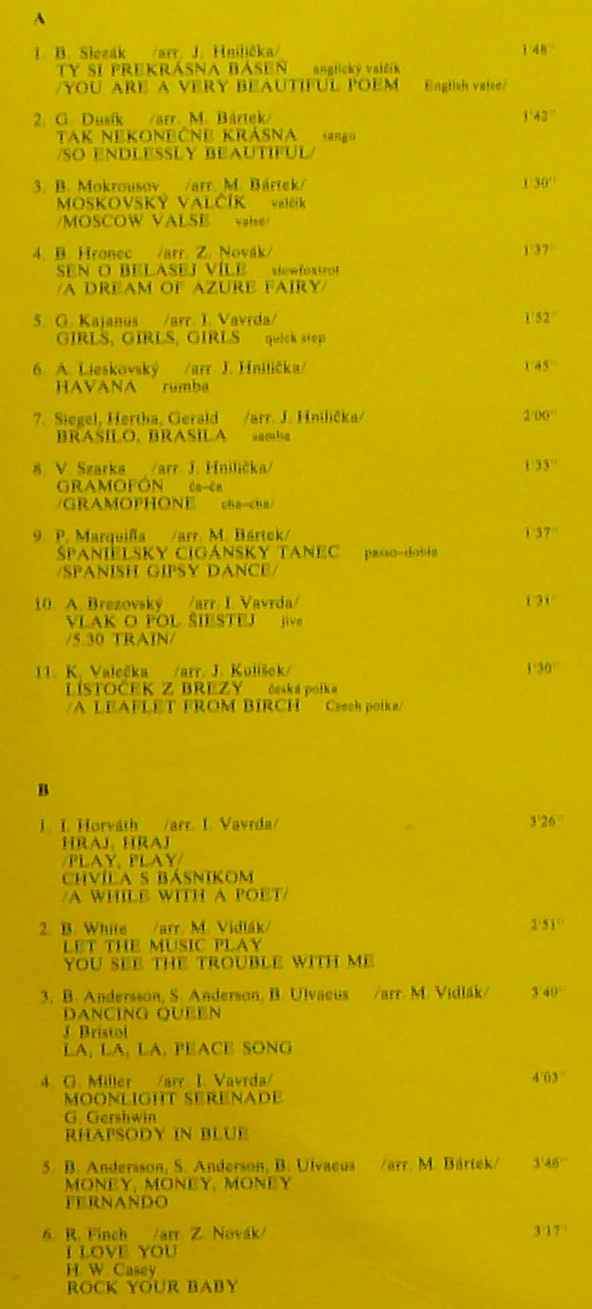 A
1. B. Slezák /arr. J. Hnilička/ 1'48"
TY SI PREKRÁSNA BÁSEŇ anglický valčík
/YOU ARE A VERY BEAUTIFUL POEM English valse/
2. G. Dusík /arr. M. Bártek/ 1'42"
TAK NEKONEČNE KRÁSNA tango
/SO ENDLESSLY BEAUTIFUL/
3. B. Mokrousov /arr. M. Bártek/ 1'30"
MOSKOVSKÝ VALČÍK valčík
/MOSCOW VALSE valse/
4. B. Hronec /arr. Z. Novák/ 1'37"
SEN O BELASEJ VÍLE slowfoxtrot
/A DREAM OF AZURE FAIRY/
5. G. Kajanus /arr. I. Vavrda/ 1'52"
GIRLS, GIRLS, GIRLS quick step
6. A. Lieskovský /arr. J. Hnilička/ 1'45"
HAVANA rumba
7. Siegel, Hertha, Gerald /arr. J. Hnilička/ 2'00"
BRASILO, BRASILA samba
8. V. Szarka /arr. J. Hnilička/ 1'33"
GRAMOFÓN ča-ča
/GRAMOPHONE cha-cha/
9. P. Marquiña /arr. M. Bártek/ 1'37"
ŠPANIELSKY CIGÁNSKY TANEC passo-doble
/SPANISH GIPSY DANCE/
10. A. Brezovský /arr. I. Vavrda/ 1'31"
VLAK O POL ŠIESTEJ jive
/5.30 TRAIN/
11. K. Valečka /arr. J. Kolísek/ 1'30"
LÍSTOČEK Z BREZY česká polka
/A LEAFLET FROM BIRCH Czech polka/
B
1. I. Horváth /arr. I. Vavrda/ 3'26"
HRAJ, HRAJ
/PLAY, PLAY/
CHVÍLA S BÁSNIKOM
/A WHILE WITH A POET/
2. B. White /arr. M. Vidlák/ 2'51"
LET THE MUSIC PLAY
YOU SEE THE TROUBLE WITH ME
3. B. Andersson, S. Anderson, B. Ulvaeus /arr. M. Vidlák/ 3'40"
DANCING QUEEN
J. Bristol
LA, LA, LA, PEACE SONG
4. G. Miller /arr. I. Vavrda/ 4'03"
MOONLIGHT SERENADE
G. Gershwin
RHAPSODY IN BLUE
5. B. Andersson, S. Anderson, B. Ulvaeus /arr. M. Bártek/ 3'46"
MONEY, MONEY, MONEY
FERNANDO
6. R. Finch /arr. Z. Novák/ 3'17"
I LOVE YOU
H. W. Casey
ROCK YOUR BABY